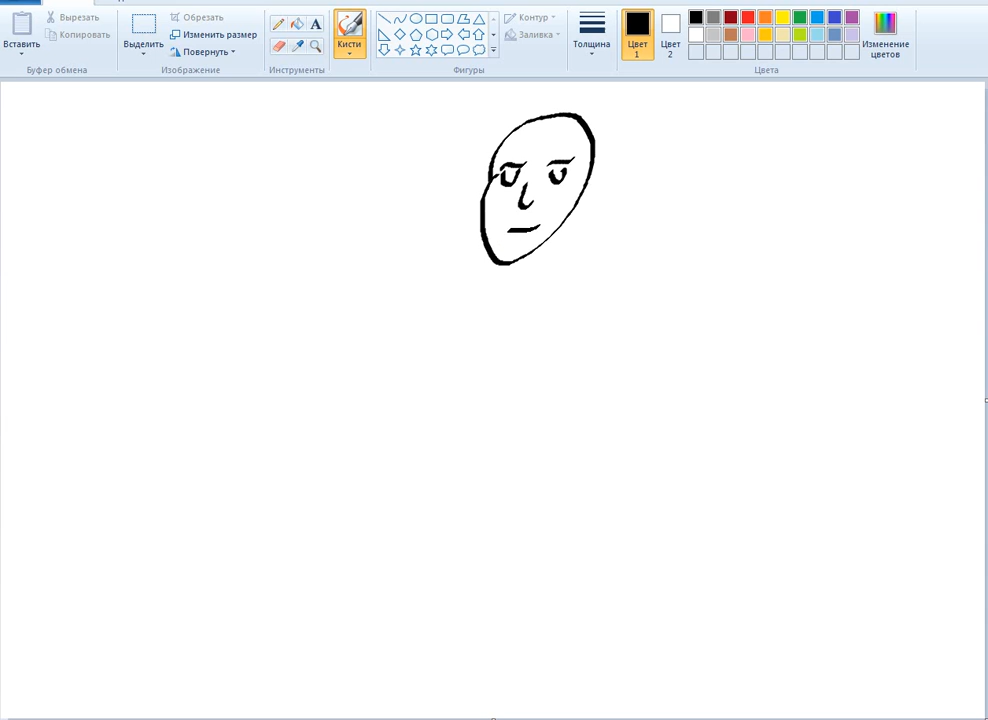 Вставить
Вырезать
Копировать
Буфер обмена
Выделить
Обрезать
Изменить размер
Повернуть
Изображение
A
Инструменты
Кисти
Контур
Заливка
Фигуры
Толщина
Цвет
1
Цвет
2
Изменение
цветов
Цвета